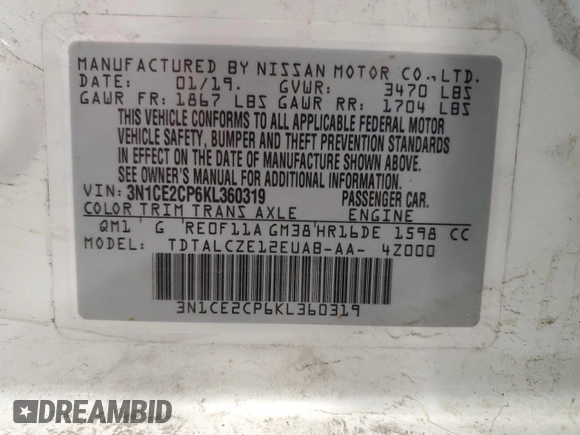 MANUFACTURED BY NISSAN MOTOR CO.,LTD.
DATE: 01/19. GVWR: 3470 LBS
GAWR FR: 1867 LBS GAWR RR: 1704 LBS
THIS VEHICLE CONFORMS TO ALL APPLICABLE FEDERAL MOTOR
VEHICLE SAFETY, BUMPER AND THEFT PREVENTION STANDARDS
IN EFFECT ON THE DATE OF MANUFACTURE SHOWN ABOVE.
SEE OWNER'S MANUAL FOR ADDITIONAL INFORMATION.
VIN: 3N1CE2CP6KL360319 PASSENGER CAR.
COLOR TRIM TRANS AXLE ENGINE
QM1 G RE0F11A GM38 HR16DE 1598 CC
MODEL: TDTALCZE12EUAB-AA- 4Z000
3N1CE2CP6KL360319
DREAMBID